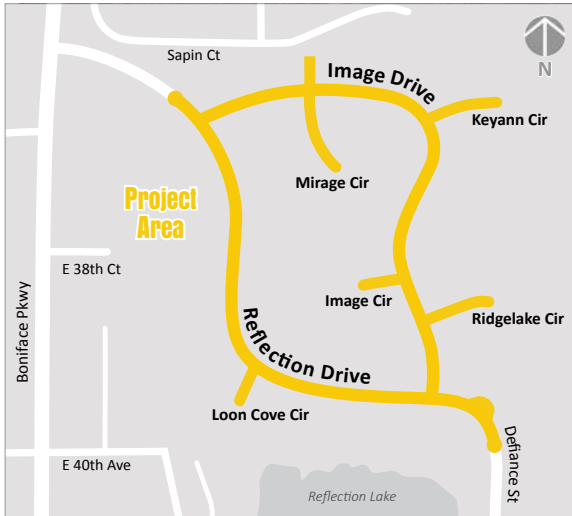 Sapin Ct
Image Drive
N
Keyann Cir
Mirage Cir
Project
Area
E 38th Ct
Boniface Pkwy
Image Cir
Ridgelake Cir
Reflection Drive
Loon Cove Cir
Defiance St
E 40th Ave
Reflection Lake